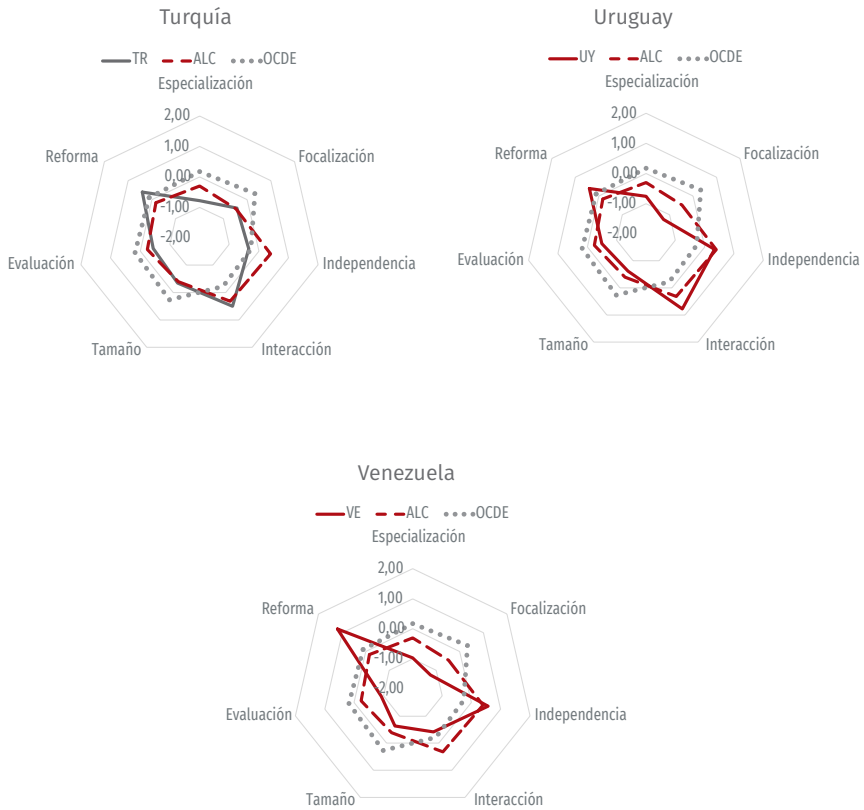 Turquía
TR ALC OCDE
Especialización
2,00
1,00
0,00
-1,00
-2,00
Focalización
Independencia
Interacción
Tamaño
Evaluación
Reforma
Uruguay
UY ALC OCDE
Especialización
2,00
1,00
0,00
-1,00
-2,00
Focalización
Independencia
Interacción
Tamaño
Evaluación
Reforma
Venezuela
VE ALC OCDE
Especialización
2,00
1,00
0,00
-1,00
-2,00
Focalización
Independencia
Interacción
Tamaño
Evaluación
Reforma